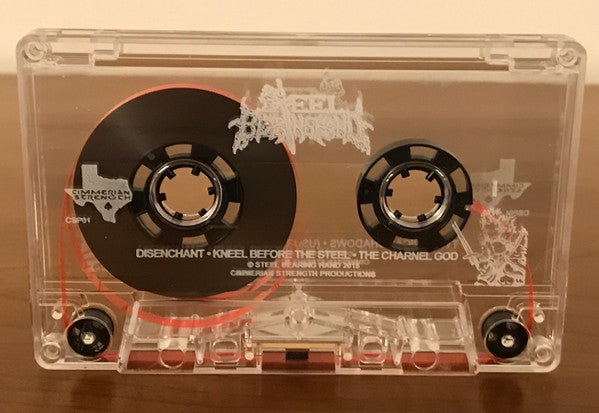 STEEL
BEARING HAND
CIMMERIAN
STRENGTH
CSP01
DISENCHANT • KNEEL BEFORE THE STEEL • THE CHARNEL GOD
© STEEL BEARING HAND 2015
CIMMERIAN STRENGTH PRODUCTIONS